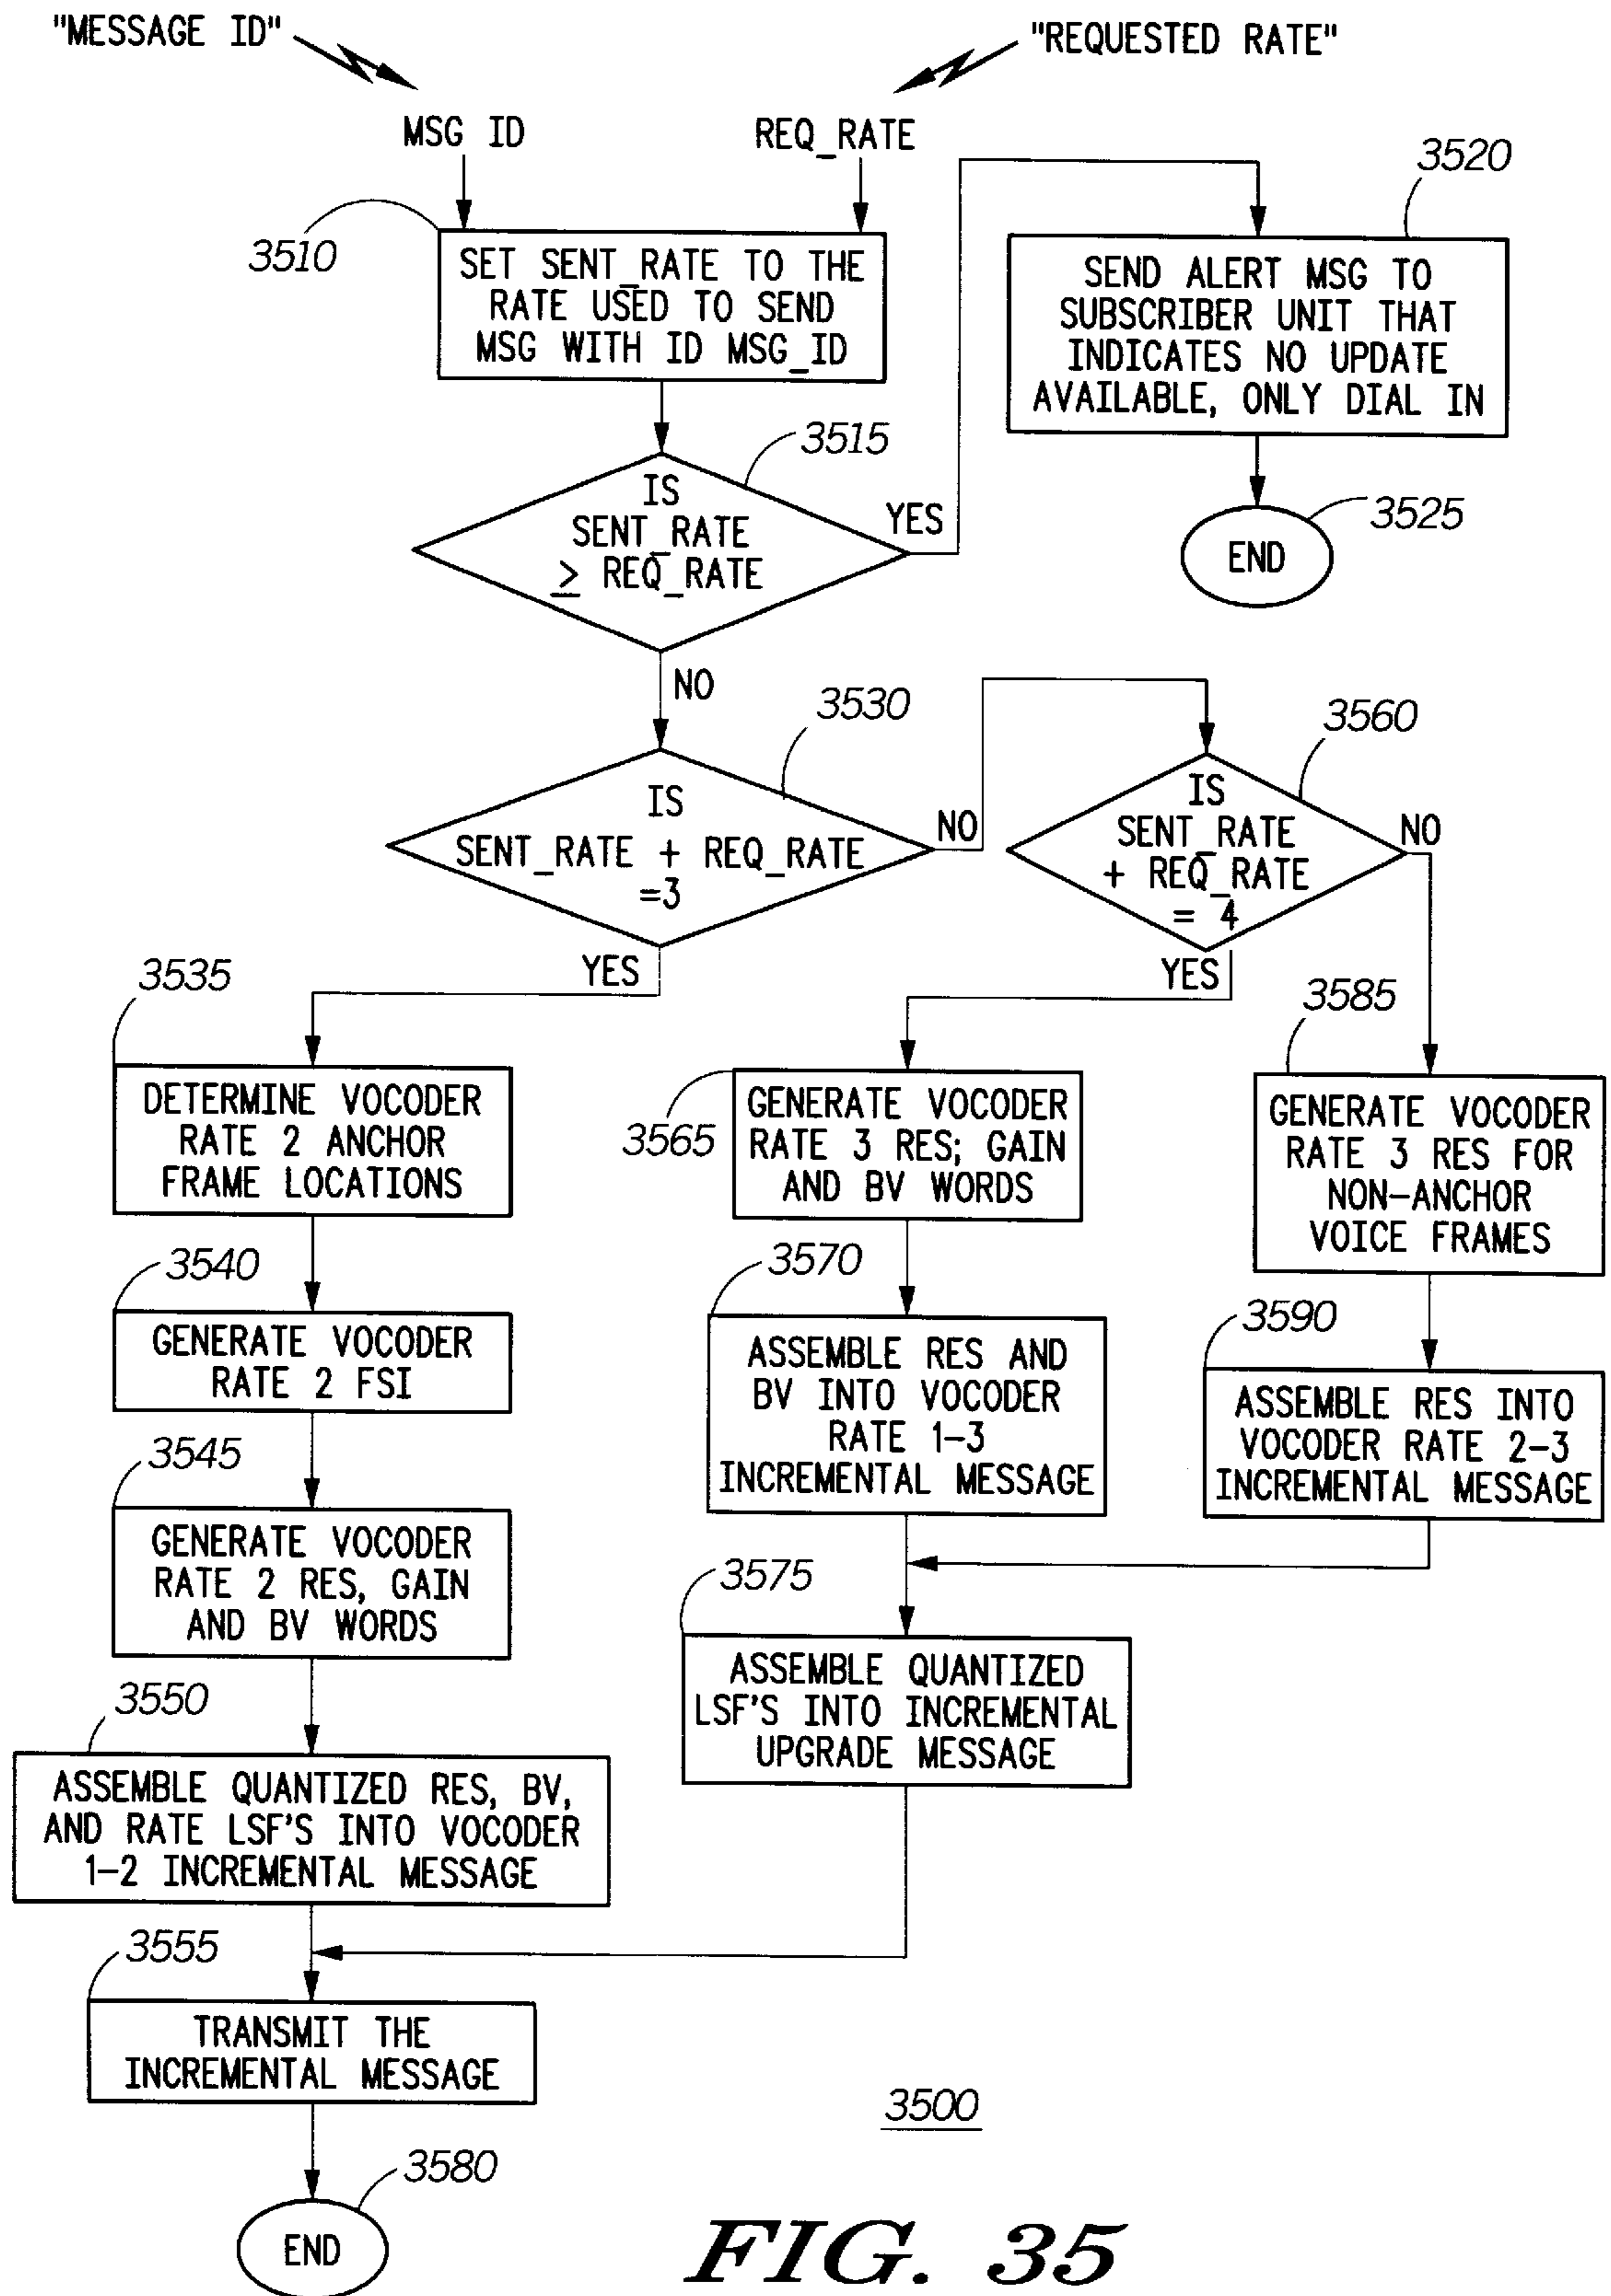 "MESSAGE ID"
"REQUESTED RATE"
MSG ID
REQ_RATE
3510
SET SENT_RATE TO THE
RATE USED TO SEND
MSG WITH ID MSG_ID
3520
SEND ALERT MSG TO
SUBSCRIBER UNIT THAT
INDICATES NO UPDATE
AVAILABLE, ONLY DIAL IN
3515
IS
SENT_RATE
≥ REQ_RATE
YES
3525
END
NO
3530
IS
SENT_RATE + REQ_RATE
=3
NO
3560
IS
SENT_RATE
+ REQ_RATE
= 4
NO
YES
YES
3535
DETERMINE VOCODER
RATE 2 ANCHOR
FRAME LOCATIONS
3565
GENERATE VOCODER
RATE 3 RES; GAIN
AND BV WORDS
3585
GENERATE VOCODER
RATE 3 RES FOR
NON-ANCHOR
VOICE FRAMES
3540
GENERATE VOCODER
RATE 2 FSI
3570
ASSEMBLE RES AND
BV INTO VOCODER
RATE 1-3
INCREMENTAL MESSAGE
3590
ASSEMBLE RES INTO
VOCODER RATE 2-3
INCREMENTAL MESSAGE
3545
GENERATE VOCODER
RATE 2 RES, GAIN
AND BV WORDS
3575
ASSEMBLE QUANTIZED
LSF'S INTO INCREMENTAL
UPGRADE MESSAGE
3550
ASSEMBLE QUANTIZED RES, BV,
AND RATE LSF'S INTO VOCODER
1-2 INCREMENTAL MESSAGE
3555
TRANSMIT THE
INCREMENTAL MESSAGE
3500
3580
END
FIG. 35